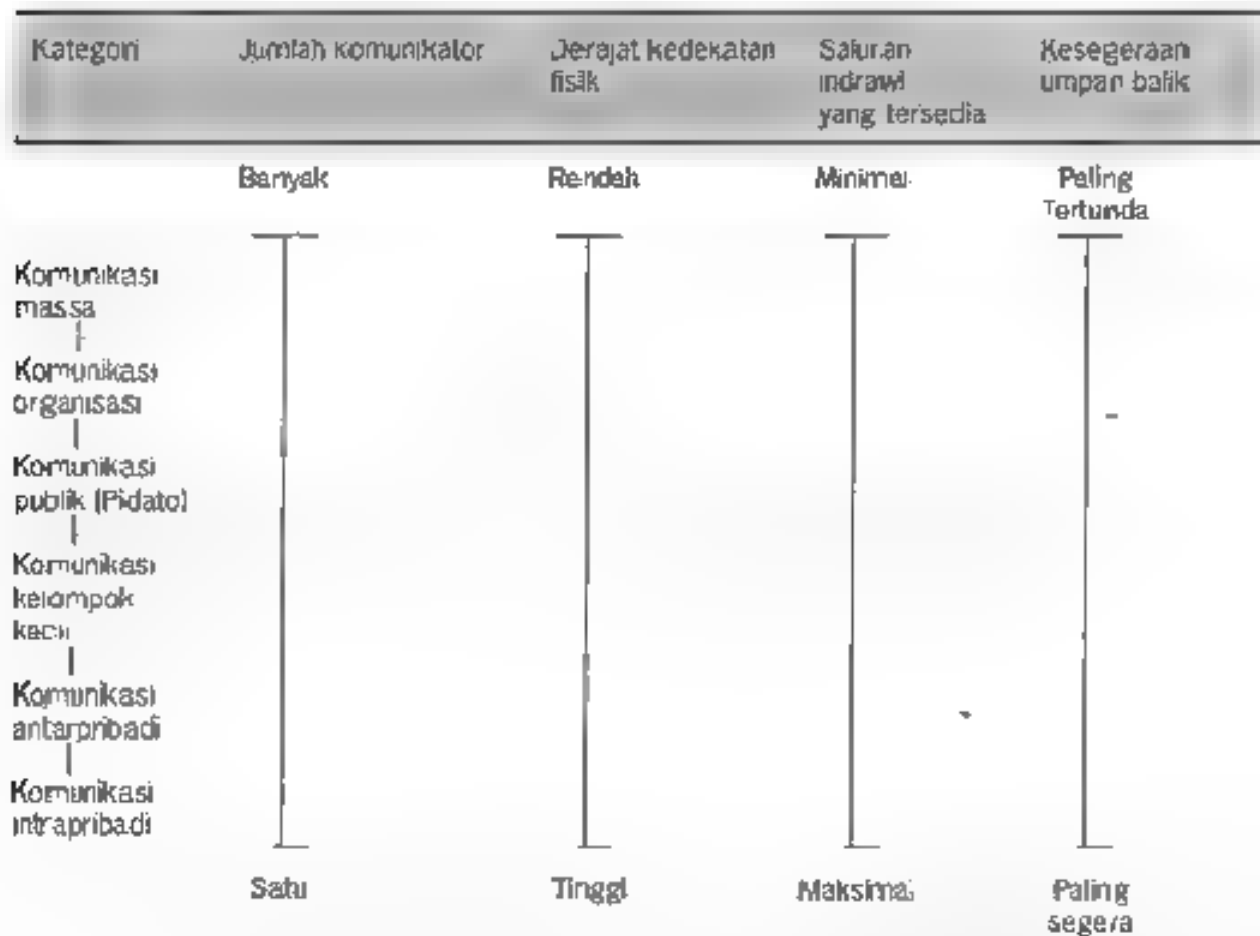 Kategori
Jumlah komunikator
Derajat kedekatan
fisik
Saluran
indrawi
yang tersedia
Kesegeraan
umpan balik
Banyak
Rendah
Minimal
Paling
Tertunda
Komunikasi
massa
Komunikasi
organisasi
Komunikasi
publik (Pidato)
Komunikasi
kelompok
kecil
Komunikasi
antarpribadi
Komunikasi
intrapribadi
Satu
Tinggi
Maksimal
Paling
segera